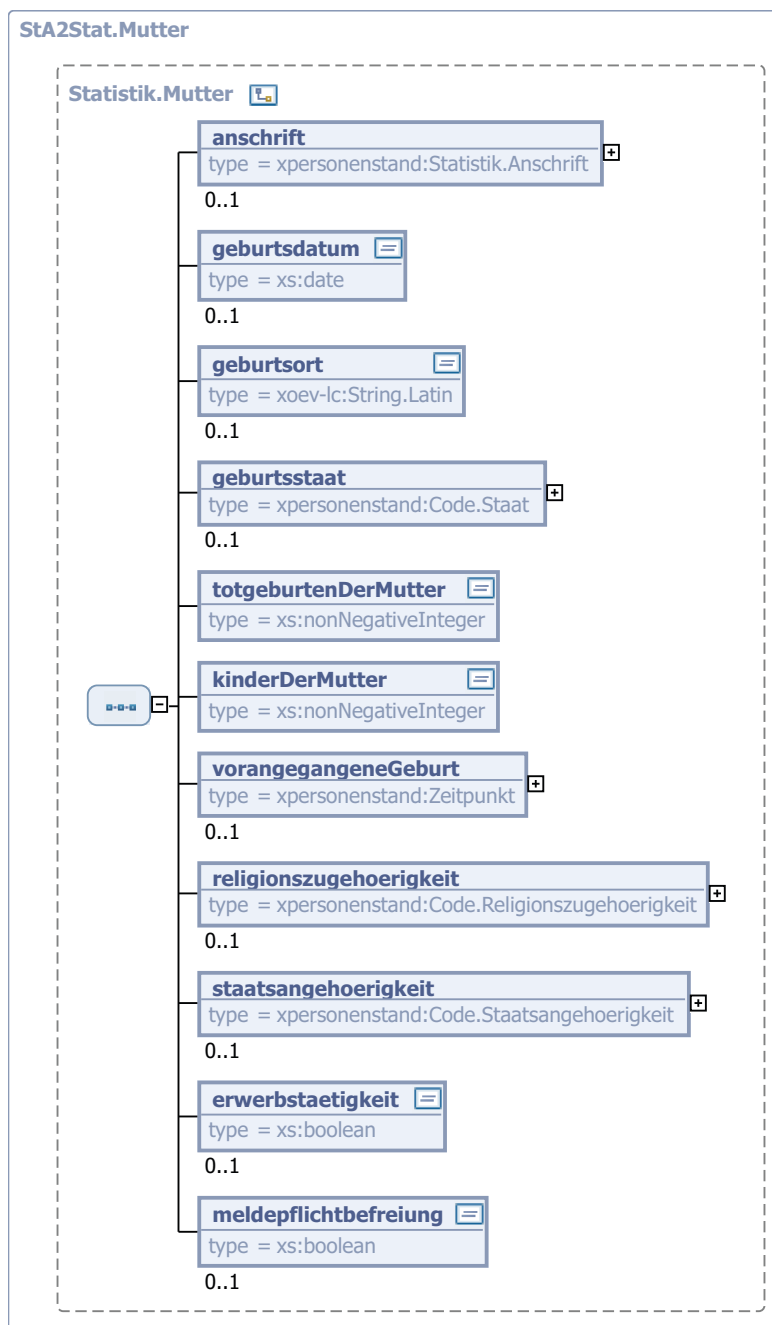 StA2Stat.Mutter
Statistik.Mutter
anschrift
type = xpersonenstand:Statistik.Anschrift
0..1
geburtsdatum
type = xs:date
0..1
geburtsort
type = xoev-lc:String.Latin
0..1
geburtsstaat
type = xpersonenstand:Code.Staat
0..1
totgeburtenDerMutter
type = xs:nonNegativeInteger
kinderDerMutter
type = xs:nonNegativeInteger
vorangegangeneGeburt
type = xpersonenstand:Zeitpunkt
0..1
religionszugehoerigkeit
type = xpersonenstand:Code.Religionszugehoerigkeit
0..1
staatsangehoerigkeit
type = xpersonenstand:Code.Staatsangehoerigkeit
0..1
erwerbstaetigkeit
type = xs:boolean
0..1
meldepflichtbefreiung
type = xs:boolean
0..1